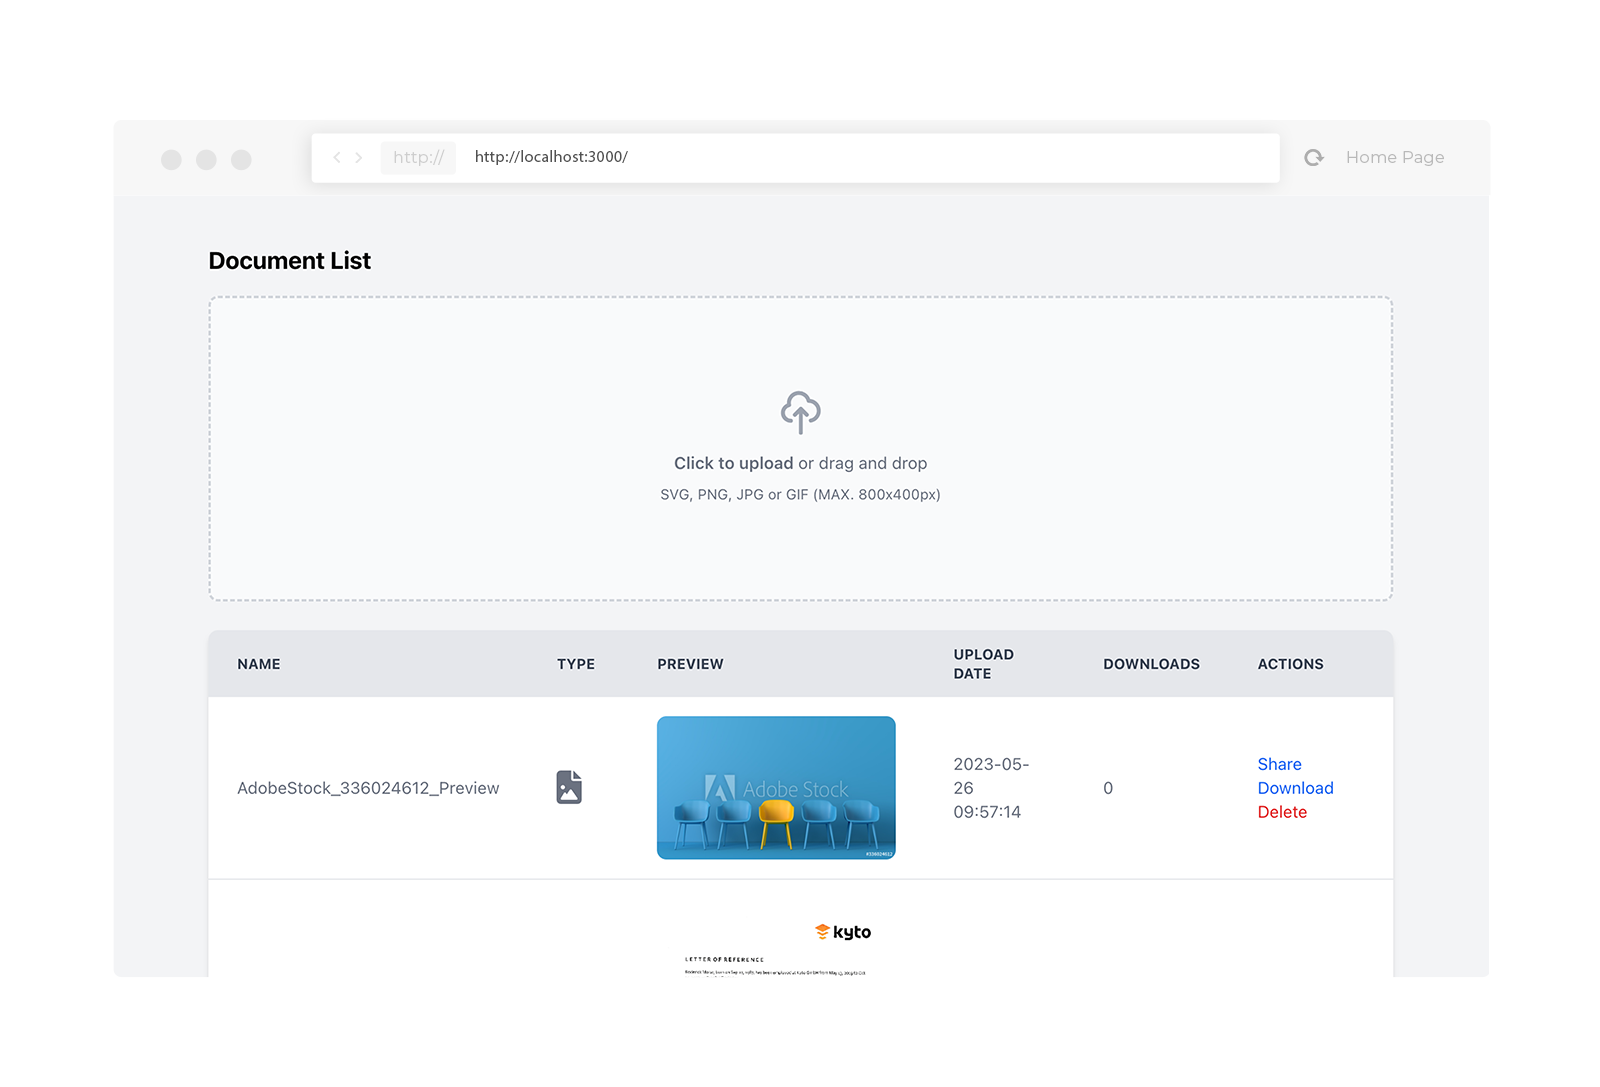 http://
http://localhost:3000/
Home Page
Document List
Click to upload or drag and drop
SVG, PNG, JPG or GIF (MAX. 800x400px)
NAME
TYPE
PREVIEW
UPLOAD
DATE
DOWNLOADS
ACTIONS
AdobeStock_336024612_Preview
Adobe Stock
#336024612
2023-05-
26
09:57:14
0
Share
Download
Delete
kyto
LETTER OF REFERENCE